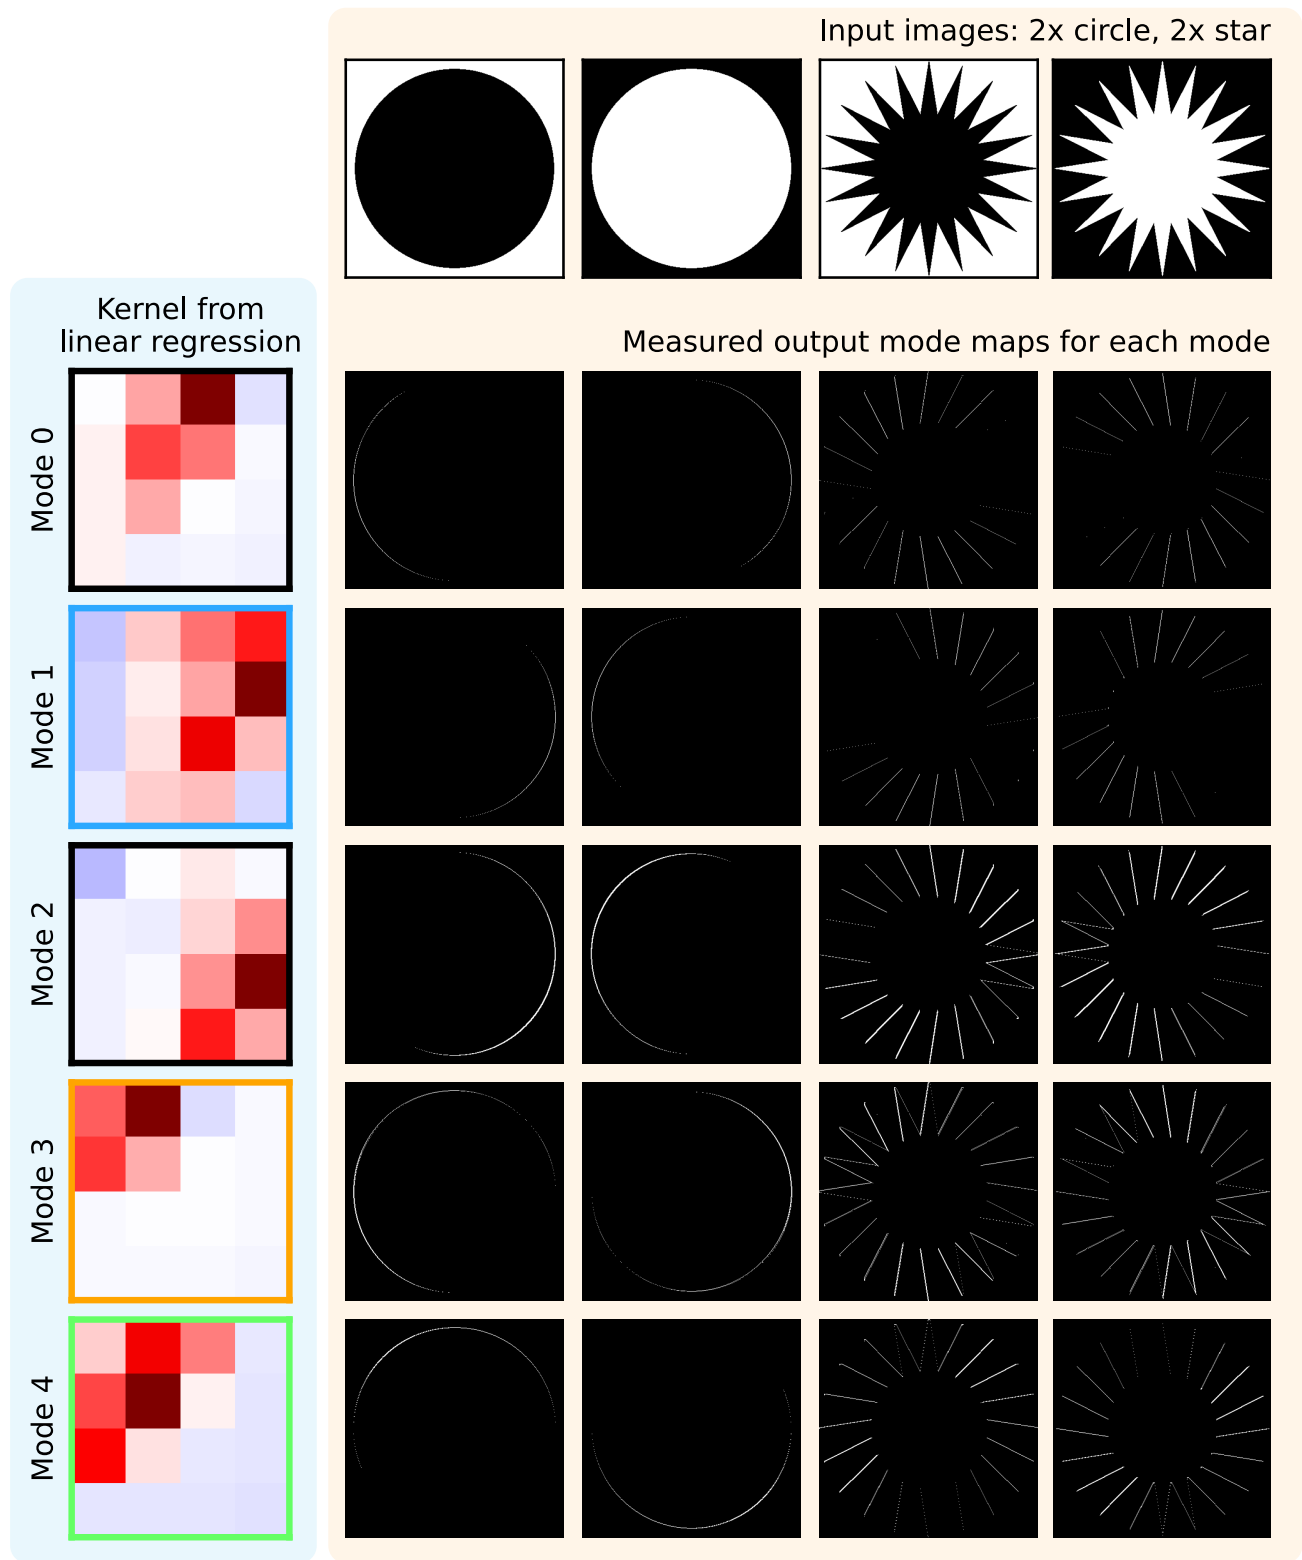 Input images: 2x circle, 2x star
Kernel from
linear regression
Measured output mode maps for each mode
Mode 0
Mode 1
Mode 2
Mode 3
Mode 4